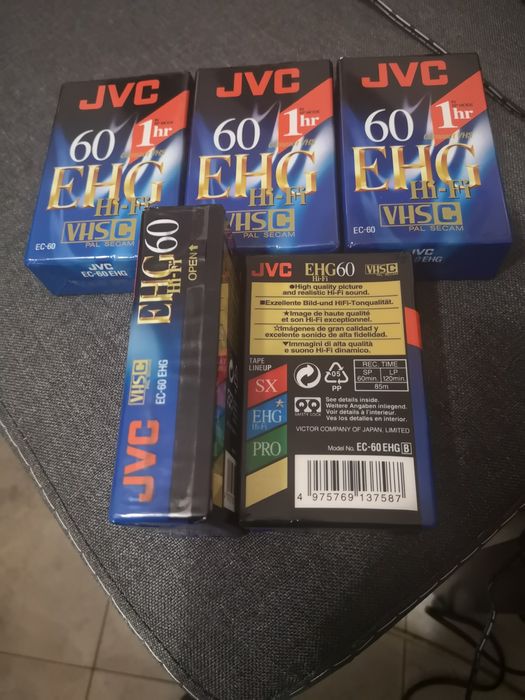 JVC
60
1hr
EHG
Hi-Fi
VHS C
PAL SECAM
EC-60
JVC
EC-60 EHG
JVC
60
1hr
EHG
Hi-Fi
VHS C
PAL SECAM
JVC
60
1hr
EHG
Hi-Fi
VHS C
PAL SECAM
EC-60
JVC
EC-60 EHG
JVC
VHS C
EC-60 EHG
EHG60
Hi-Fi
OPEN
JVC EHG60 VHS C
Hi-Fi
●High quality picture
and realistic Hi-Fi sound.
■Exzellente Bild-und HiFi-Tonqualität.
★Image de haute qualité
et son Hi-Fi exceptionnel.
☆Imágenes de gran calidad y
excelente sonido de alta fidelidad.
▼Immagini di alta qualità
e suono Hi-Fi dinamico.
TAPE
LINEUP
SX
EHG
Hi-Fi
PRO
05
PP
REC. TIME
SP LP
60min. 120min.
85m
See details inside.
Weitere Angaben inliegend.
Voir détails à l'interieur.
Ver los detalles en interior.
VICTOR COMPANY OF JAPAN, LIMITED
Model No. EC-60 EHG B
4 975769 137587